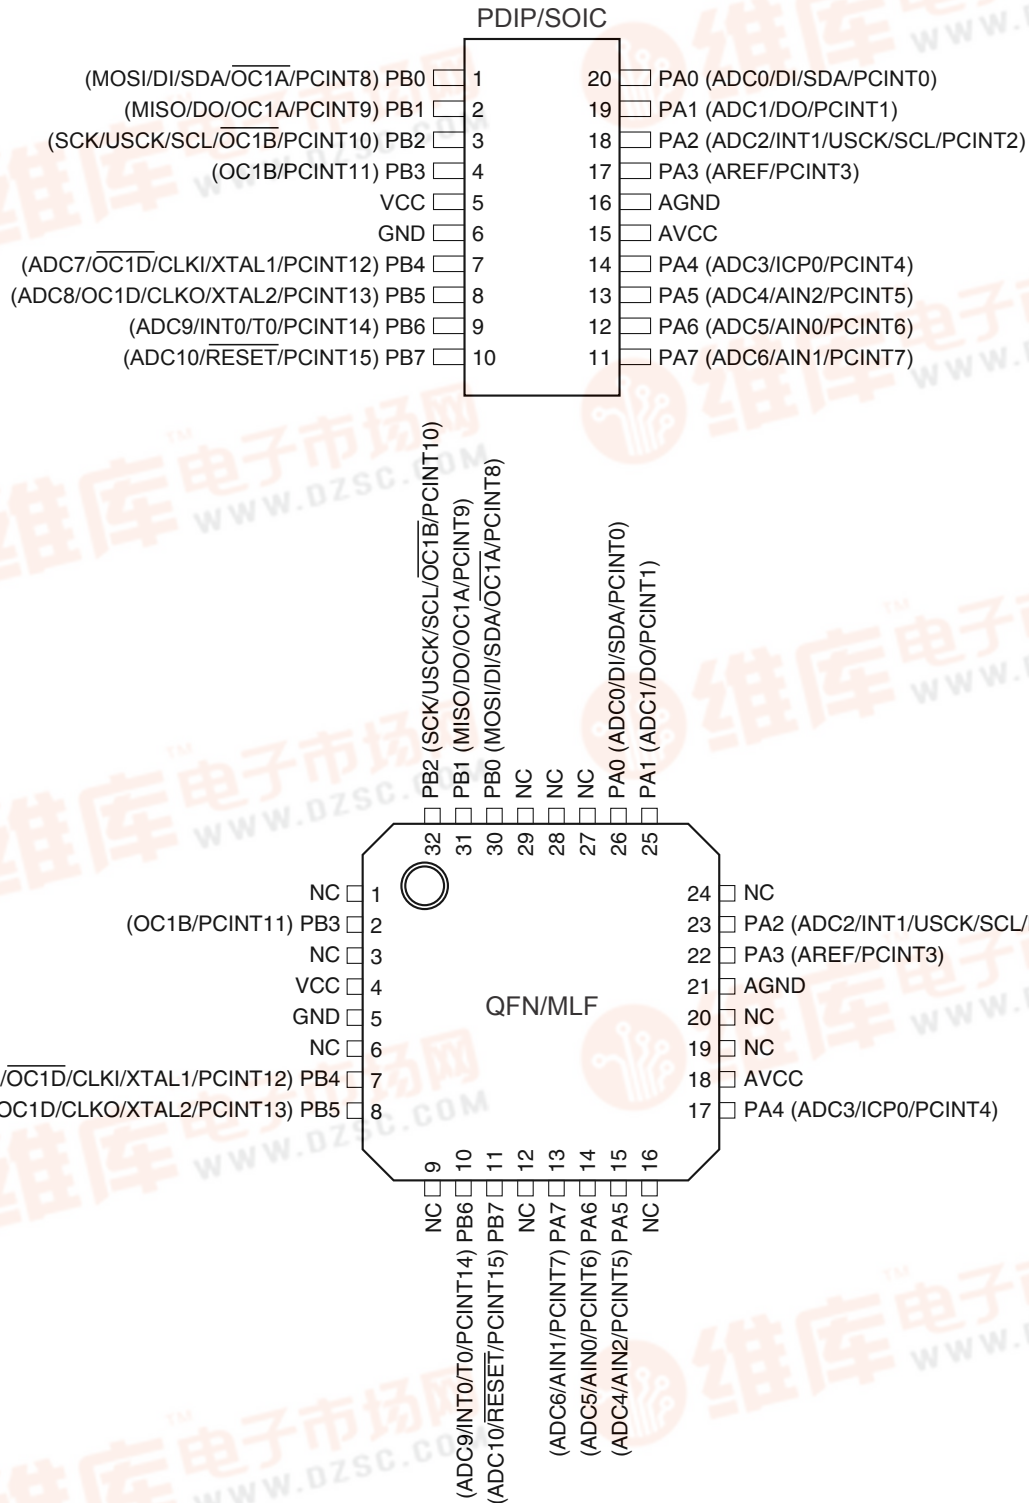 PDIP/SOIC
(MOSI/DI/SDA/OC1A/PCINT8) PB0 1 20 PA0 (ADC0/DI/SDA/PCINT0)
(MISO/DO/OC1A/PCINT9) PB1 2 19 PA1 (ADC1/DO/PCINT1)
(SCK/USCK/SCL/OC1B/PCINT10) PB2 3 18 PA2 (ADC2/INT1/USCK/SCL/PCINT2)
(OC1B/PCINT11) PB3 4 17 PA3 (AREF/PCINT3)
VCC 5 16 AGND
GND 6 15 AVCC
(ADC7/OC1D/CLKI/XTAL1/PCINT12) PB4 7 14 PA4 (ADC3/ICP0/PCINT4)
(ADC8/OC1D/CLKO/XTAL2/PCINT13) PB5 8 13 PA5 (ADC4/AIN2/PCINT5)
(ADC9/INT0/T0/PCINT14) PB6 9 12 PA6 (ADC5/AIN0/PCINT6)
(ADC10/RESET/PCINT15) PB7 10 11 PA7 (ADC6/AIN1/PCINT7)
PB2 (SCK/USCK/SCL/OC1B/PCINT10)
PB1 (MISO/DO/OC1A/PCINT9)
PB0 (MOSI/DI/SDA/OC1A/PCINT8)
NC
NC
NC
PA0 (ADC0/DI/SDA/PCINT0)
PA1 (ADC1/DO/PCINT1)
32 31 30 29 28 27 26 25
NC 1 24 NC
(OC1B/PCINT11) PB3 2 23 PA2 (ADC2/INT1/USCK/SCL/
NC 3 22 PA3 (AREF/PCINT3)
VCC 4 21 AGND
GND 5 20 NC
NC 6 19 NC
/OC1D/CLKI/XTAL1/PCINT12) PB4 7 18 AVCC
OC1D/CLKO/XTAL2/PCINT13) PB5 8 17 PA4 (ADC3/ICP0/PCINT4)
QFN/MLF
9 10 11 12 13 14 15 16
NC
(ADC9/INT0/T0/PCINT14) PB6
(ADC10/RESET/PCINT15) PB7
NC
(ADC6/AIN1/PCINT7) PA7
(ADC5/AIN0/PCINT6) PA6
(ADC4/AIN2/PCINT5) PA5
NC
维库电子市场网
TM
WWW.DZSC.COM